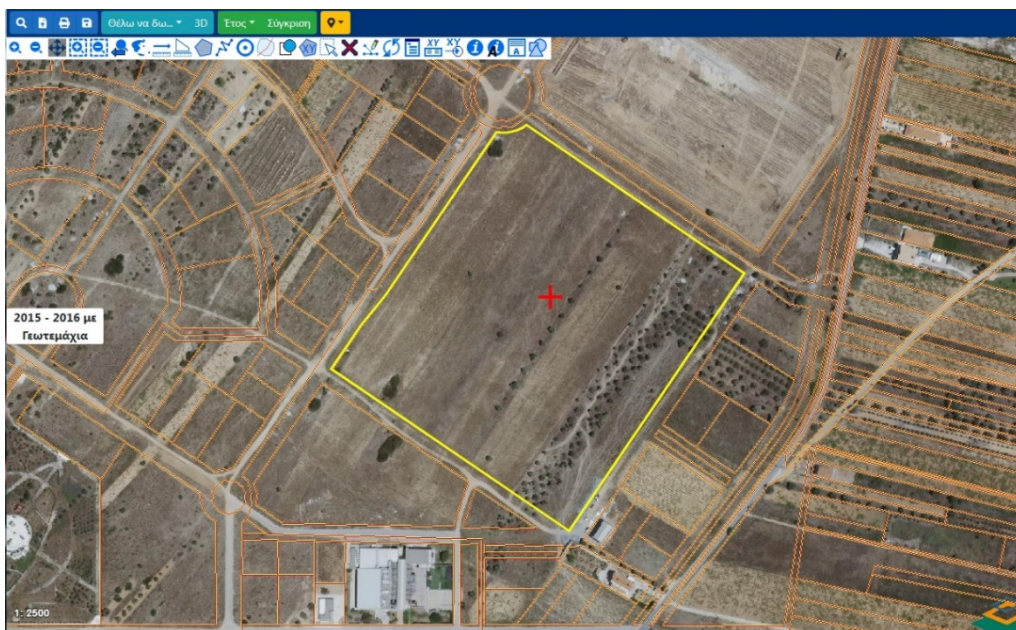 Θέλω να δω...
3D
Έτος
Σύγκριση
XY
XY
A
A
2015 - 2016 με
Γεωτεμάχια
1: 2500